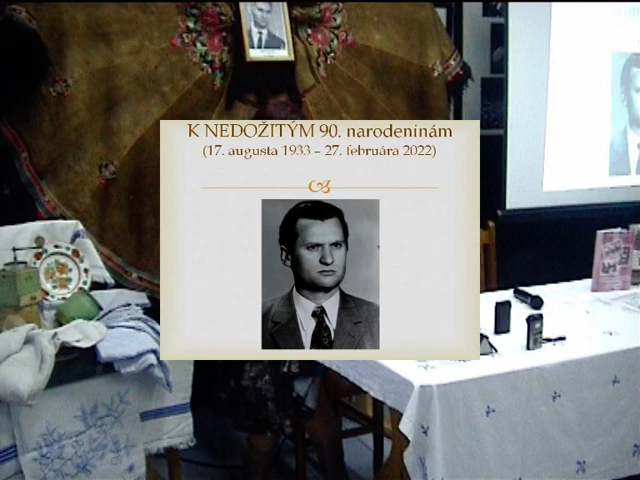 K NEDOŽITÝM 90. narodeninám
(17. augusta 1933 – 27. februára 2022)